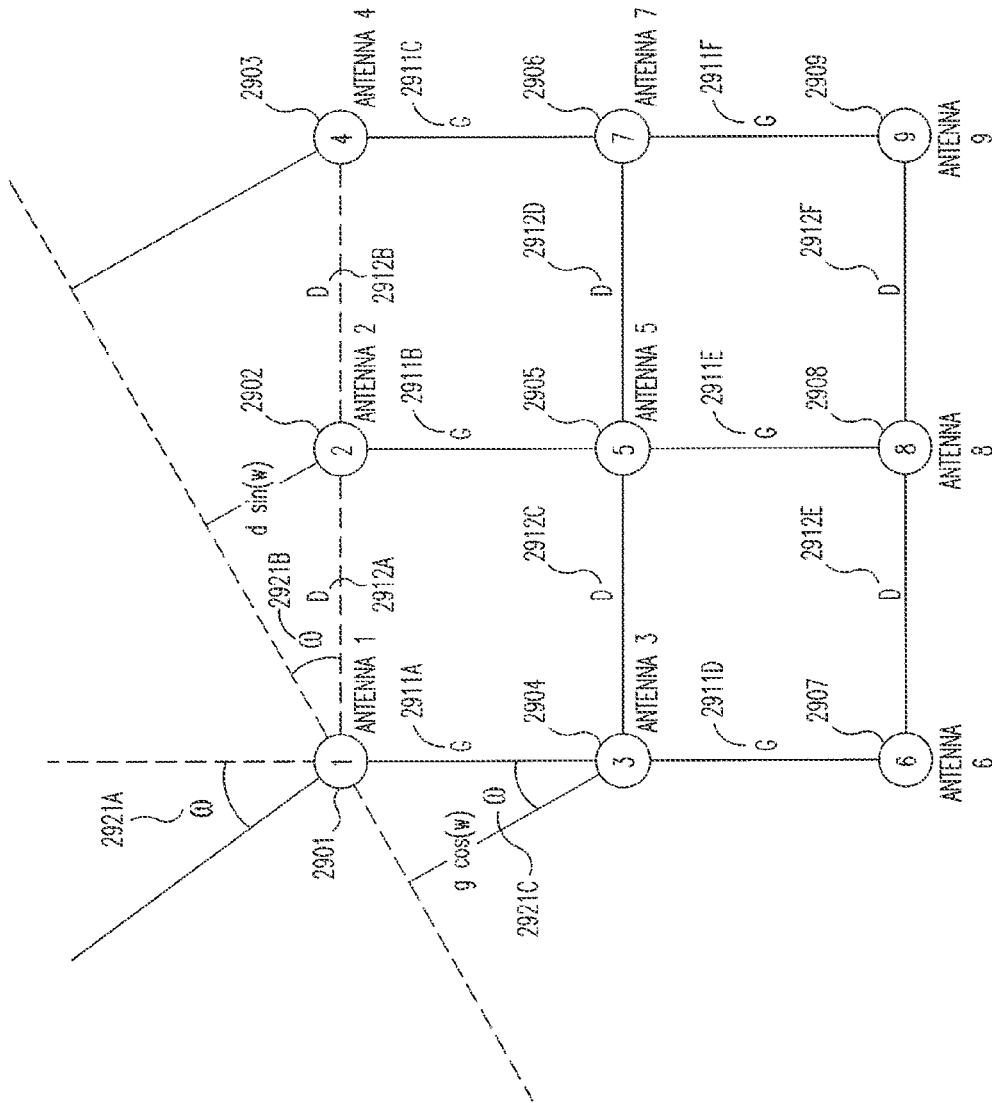 2903
4
ANTENNA 4
2911C
G
2906
7
ANTENNA 7
2911F
G
2909
9
ANTENNA
9
D
2912B
2912D
D
2912F
D
2902
2
ANTENNA 2
2911B
G
2905
5
ANTENNA 5
2911E
G
2908
8
ANTENNA
8
d sin(w)
2921B
ω
D
2912A
2912C
D
2912E
D
1
ANTENNA 1
2911A
G
2904
3
ANTENNA 3
2911D
G
2907
6
ANTENNA
6
2921A
ω
2901
g cos(w)
ω
2921C